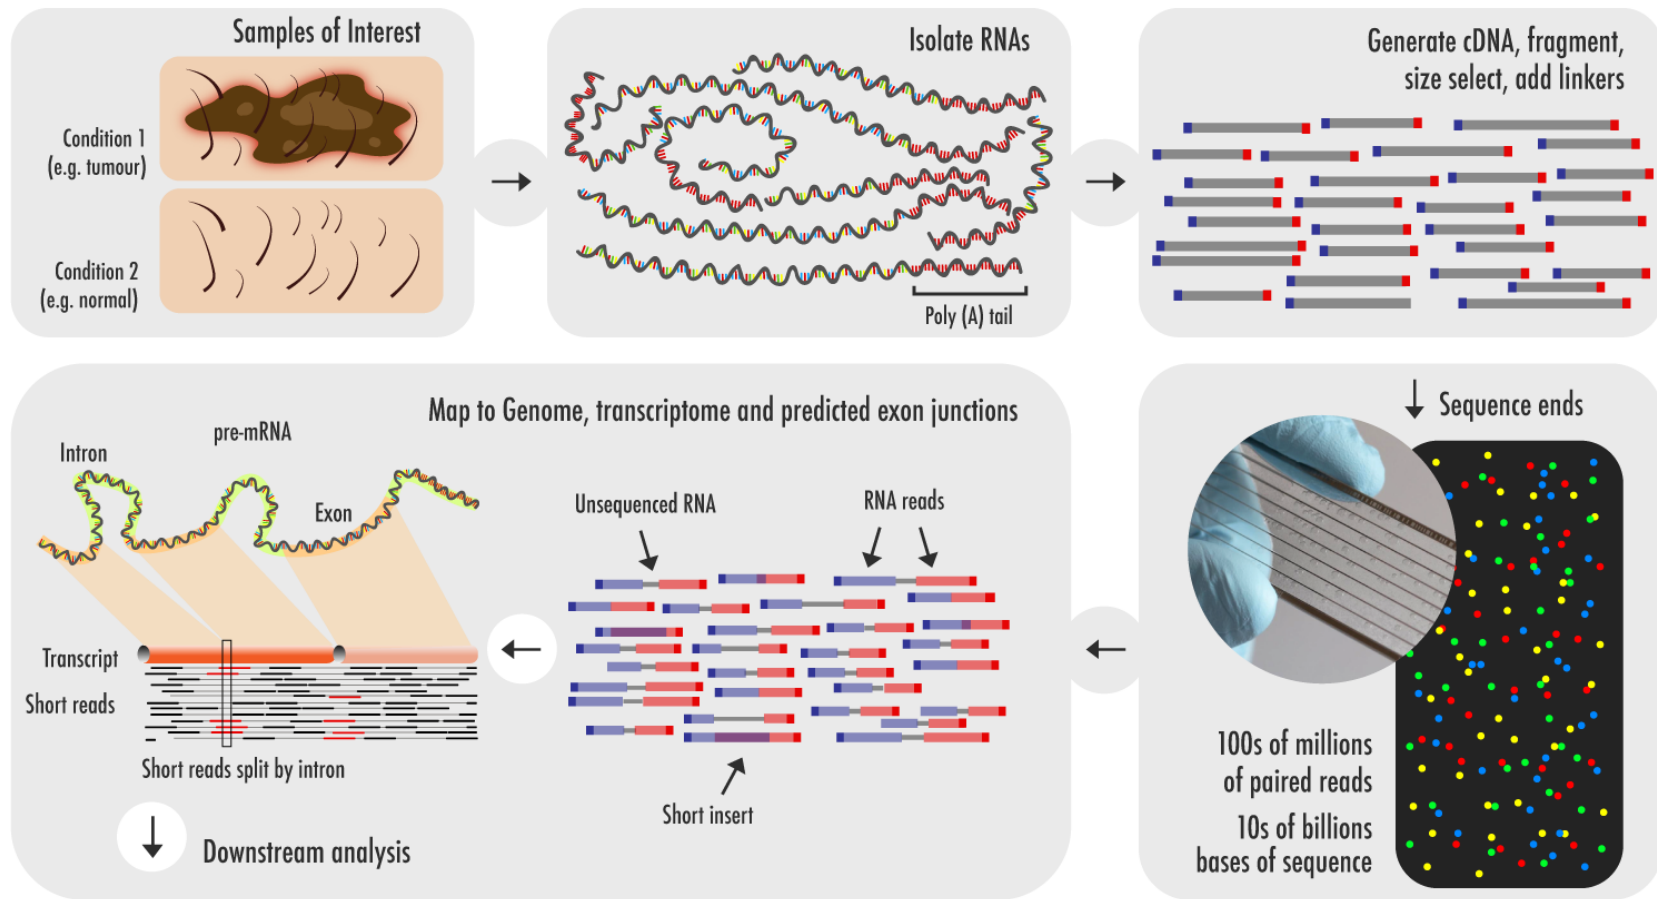 Samples of Interest
Condition 1
(e.g. tumour)
Condition 2
(e.g. normal)
Isolate RNAs
Poly (A) tail
Generate cDNA, fragment,
size select, add linkers
Sequence ends
100s of millions
of paired reads
10s of billions
bases of sequence
Map to Genome, transcriptome and predicted exon junctions
Unsequenced RNA
RNA reads
Short insert
pre-mRNA
Intron
Exon
Transcript
Short reads
Short reads split by intron
Downstream analysis